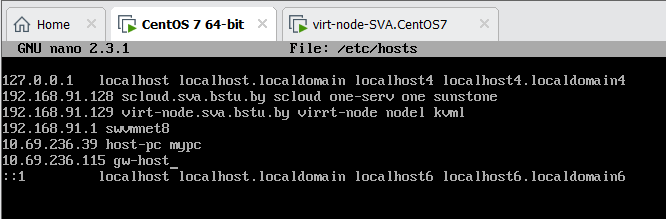 Home CentOS 7 64-bit virt-node-SVA.CentOS7
GNU nano 2.3.1 File: /etc/hosts
127.0.0.1 localhost localhost.localdomain localhost4 localhost4.localdomain4
192.168.91.128 scloud.sva.bstu.by scloud one-serv one sunstone
192.168.91.129 virt-node.sva.bstu.by virrt-node node1 kvm1
192.168.91.1 swvmnet8
10.69.236.39 host-pc mypc
10.69.236.115 gw-host_
::1 localhost localhost.localdomain localhost6 localhost6.localdomain6